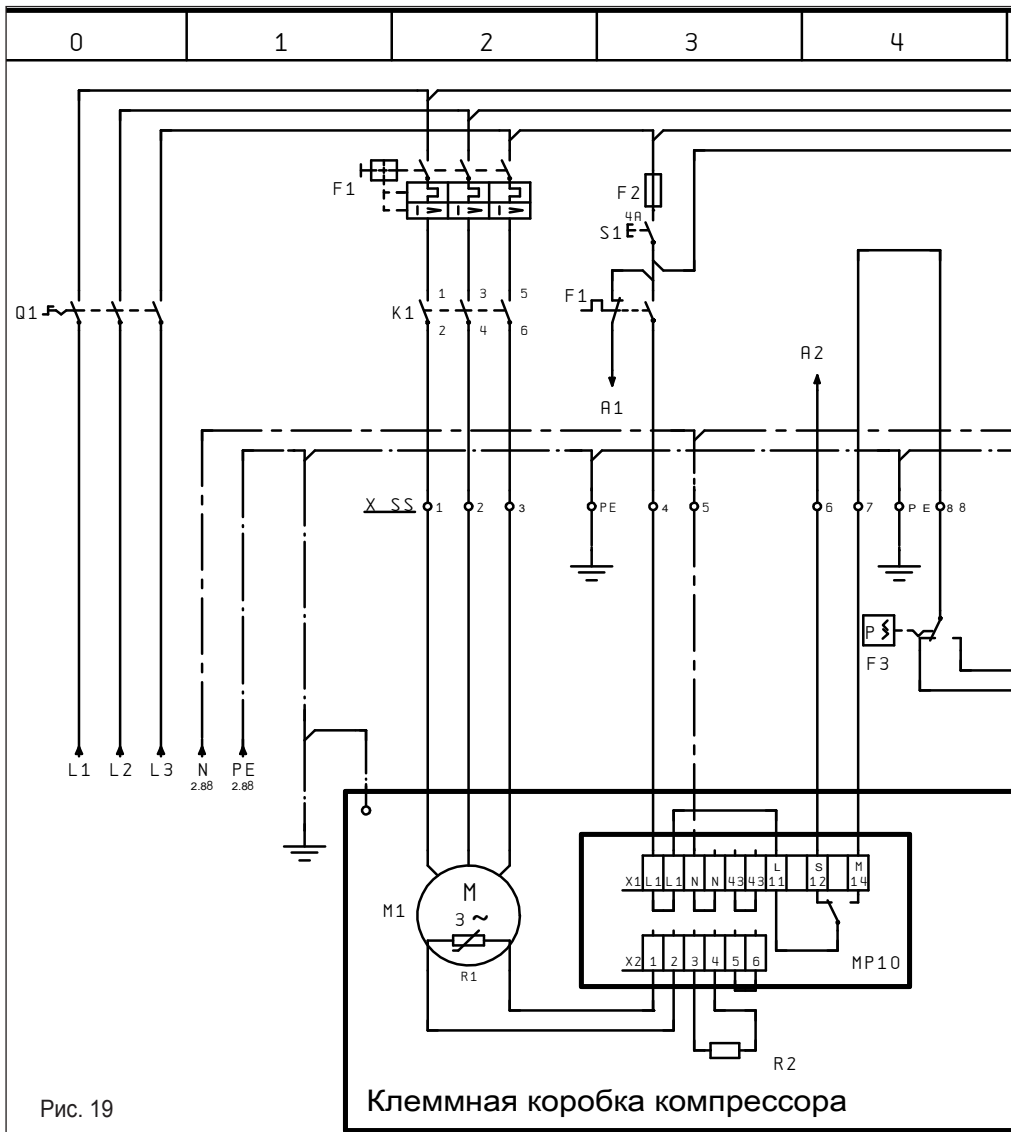 0 1 2 3 4
F1
F2
4A
S1
Q1
K1
1 3 5
2 4 6
F1
A2
A1
X SS 1 2 3 PE 4 5 6 7 PE 8 8
P
F3
L1 L2 L3 N PE
2.88 2.88
M
3 ~
M1
R1
L S M
X1 L1 L1 N N 43 43 11 12 14
X2 1 2 3 4 5 6
MP10
R2
Рис. 19
Клеммная коробка компрессора